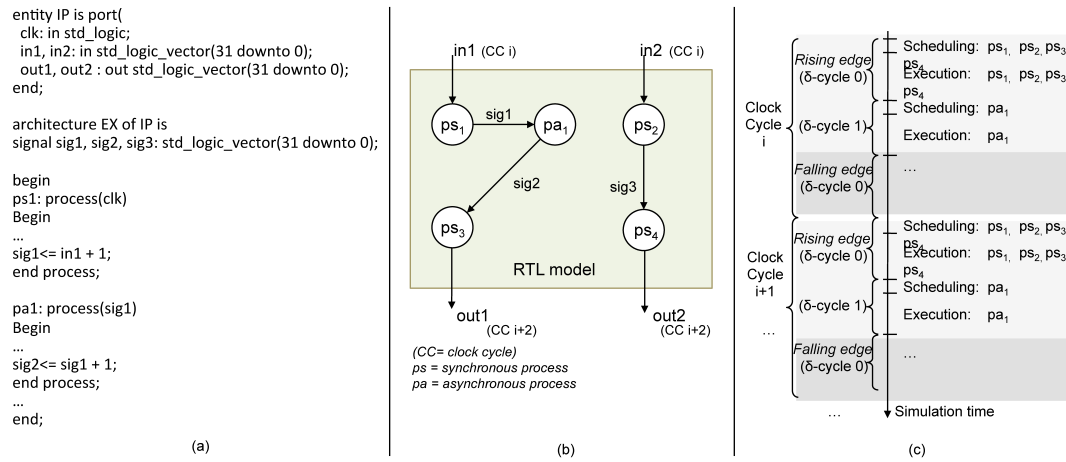 entity IP is port(
clk: in std_logic;
in1, in2: in std_logic_vector(31 downto 0);
out1, out2 : out std_logic_vector(31 downto 0);
end;
architecture EX of IP is
signal sig1, sig2, sig3: std_logic_vector(31 downto 0);
begin
ps1: process(clk)
Begin
...
sig1<= in1 + 1;
end process;
pa1: process(sig1)
Begin
...
sig2<= sig1 + 1;
end process;
...
end;
(a)
in1 (CC i)
in2 (CC i)
ps1
sig1
pa1
ps2
sig2
sig3
ps3
ps4
RTL model
out1
(CC i+2)
out2
(CC i+2)
(CC= clock cycle)
ps = synchronous process
pa = asynchronous process
(b)
Clock
Cycle
i
Rising edge
(δ-cycle 0)
Scheduling: ps1, ps2, ps3
ps4
Execution: ps1, ps2, ps3
ps4
(δ-cycle 1)
Scheduling: pa1
Execution: pa1
Falling edge
(δ-cycle 0)
...
Clock
Cycle
i+1
...
Rising edge
(δ-cycle 0)
Scheduling: ps1, ps2, ps3
ps4
Execution: ps1, ps2, ps3
ps4
(δ-cycle 1)
Scheduling: pa1
Execution: pa1
Falling edge
(δ-cycle 0)
...
...
Simulation time
(c)